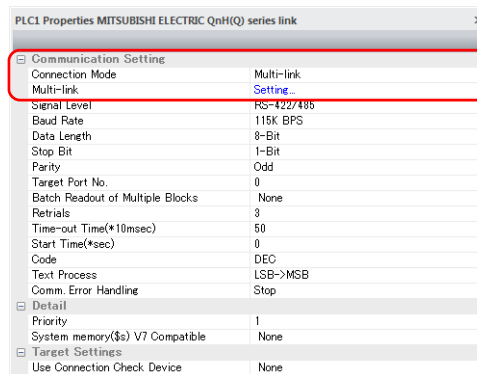 PLC1 Properties MITSUBISHI ELECTRIC QnH(Q) series link
Communication Setting
Connection Mode Multi-link
Multi-link Setting...
Signal Level RS-422/485
Baud Rate 115K BPS
Data Length 8-Bit
Stop Bit 1-Bit
Parity Odd
Target Port No. 0
Batch Readout of Multiple Blocks None
Retrials 3
Time-out Time(*10msec) 50
Start Time(*sec) 0
Code DEC
Text Process LSB->MSB
Comm. Error Handling Stop
Detail
Priority 1
System memory($s) V7 Compatible None
Target Settings
Use Connection Check Device None